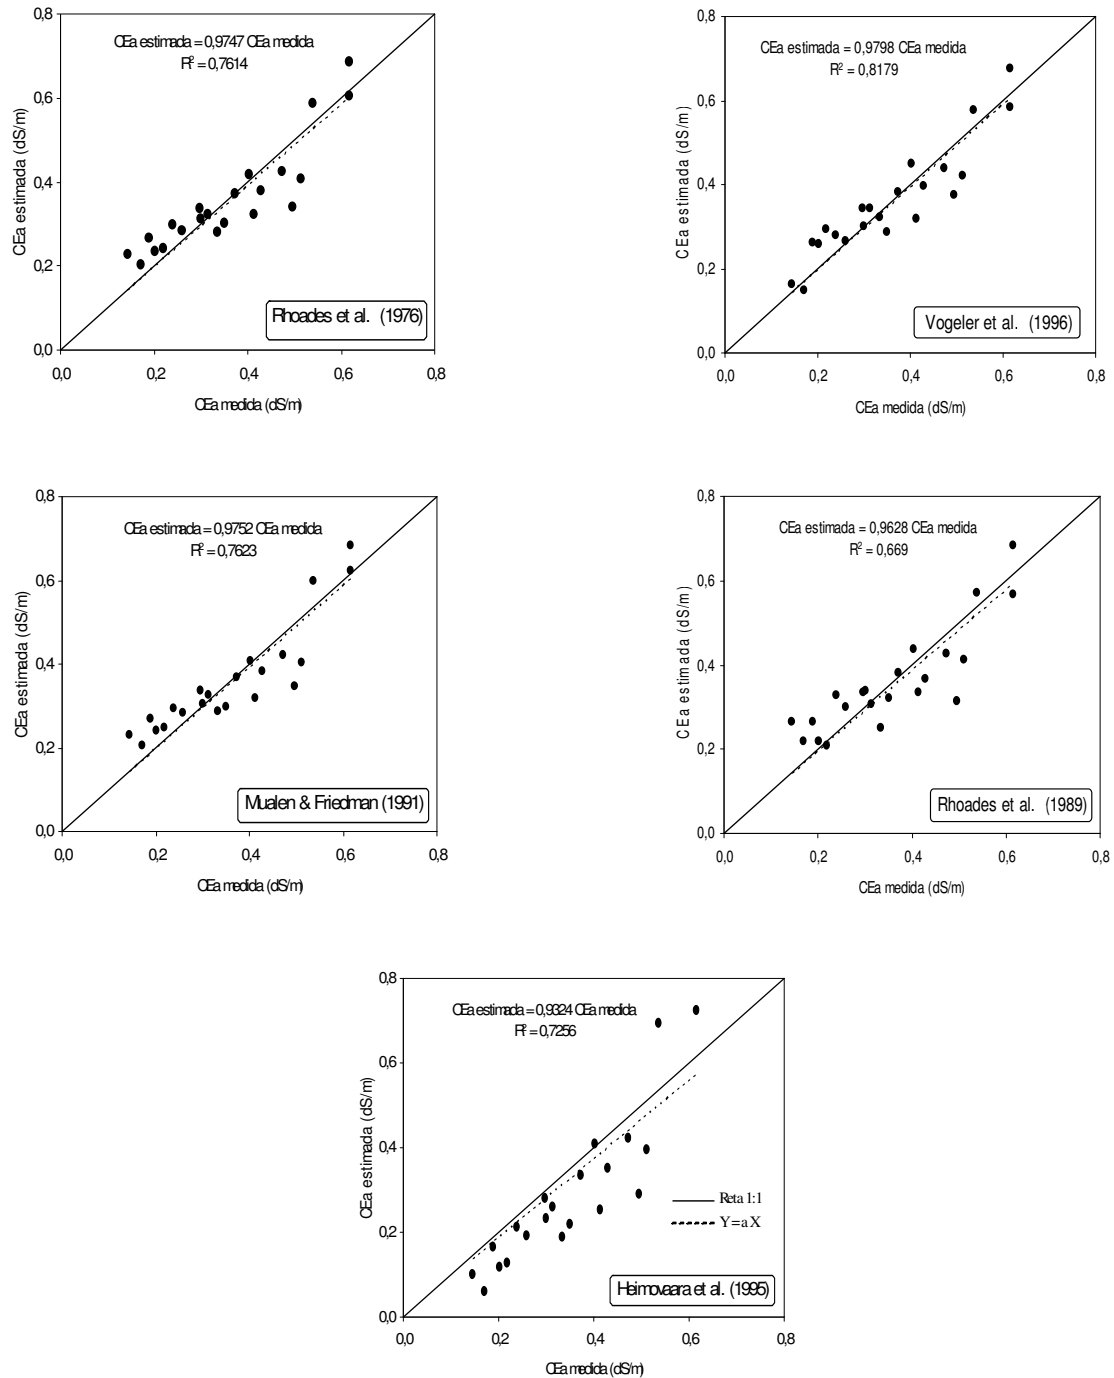 CEa estimada = 0,9747 CEa medida
R² = 0,7614
0,8
0,6
0,4
0,2
0,0
CEa estimada (dS/m)
Rhoades et al. (1976)
0,0 0,2 0,4 0,6 0,8
CEa medida (dS/m)
CEa estimada = 0,9798 CEa medida
R² = 0,8179
0,8
0,6
0,4
0,2
0,0
CEa estimada (dS/m)
Vogeler et al. (1996)
0,0 0,2 0,4 0,6 0,8
CEa medida (dS/m)
CEa estimada = 0,9752 CEa medida
R² = 0,7623
0,8
0,6
0,4
0,2
0,0
CEa estimada (dS/m)
Mualen & Friedman (1991)
0,0 0,2 0,4 0,6 0,8
CEa medida (dS/m)
CEa estimada = 0,9628 CEa medida
R² = 0,669
0,8
0,6
0,4
0,2
0,0
CEa estimada (dS/m)
Rhoades et al. (1989)
0,0 0,2 0,4 0,6 0,8
CEa medida (dS/m)
CEa estimada = 0,9324 CEa medida
R² = 0,7256
0,8
0,6
0,4
0,2
0,0
CEa estimada (dS/m)
Reta 1:1
Y = a X
Heimovaara et al. (1995)
0,0 0,2 0,4 0,6 0,8
CEa medida (dS/m)